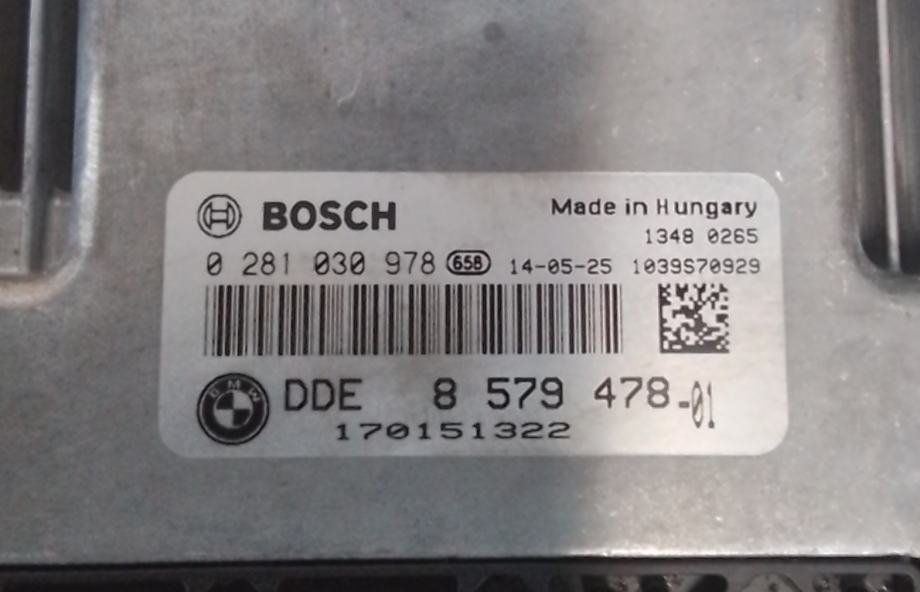 BOSCH
Made in Hungary
1348 0265
0 281 030 978 658 14-05-25 1039S70929
BMW
DDE 8 579 478-01
170151322